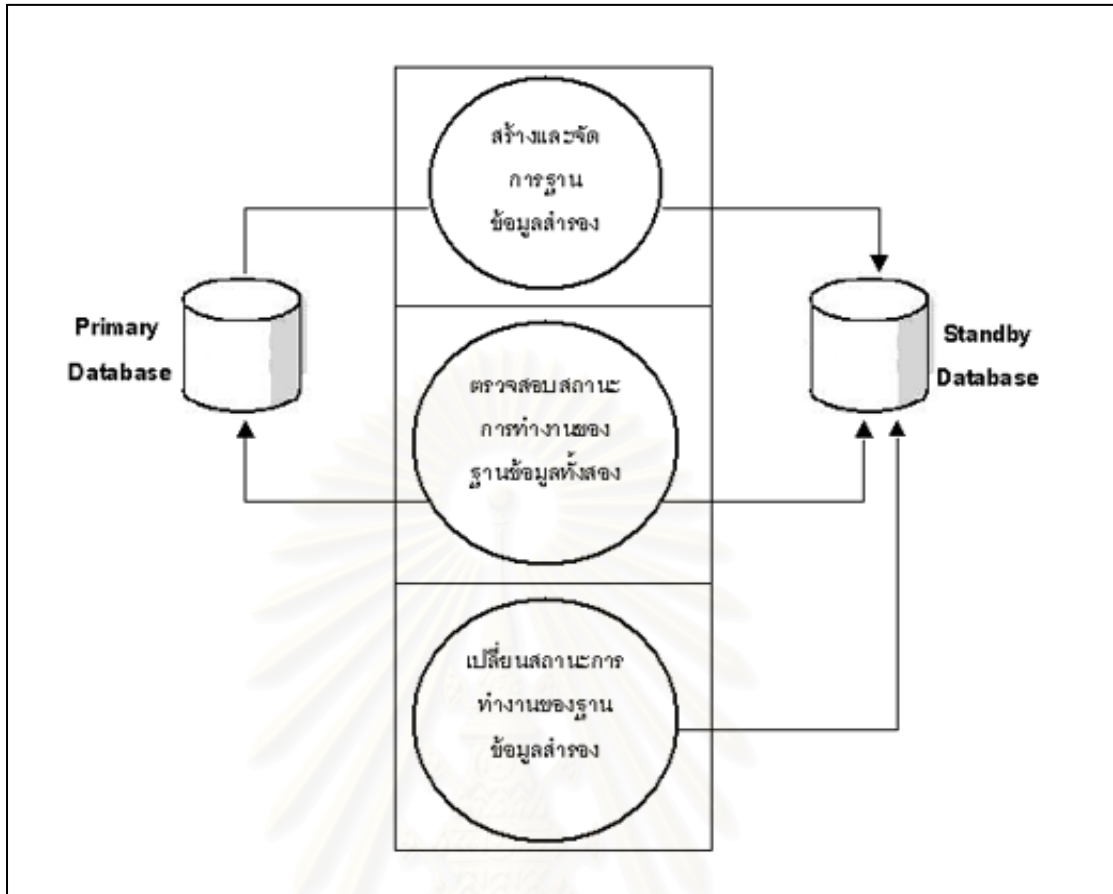 สร้างและจัด
การฐาน
ข้อมูลสำรอง
Primary
Database
Standby
Database
ตรวจสอบสถานะ
การทำงานของ
ฐานข้อมูลทั้งสอง
เปลี่ยนสถานะการ
ทำงานของฐาน
ข้อมูลสำรอง